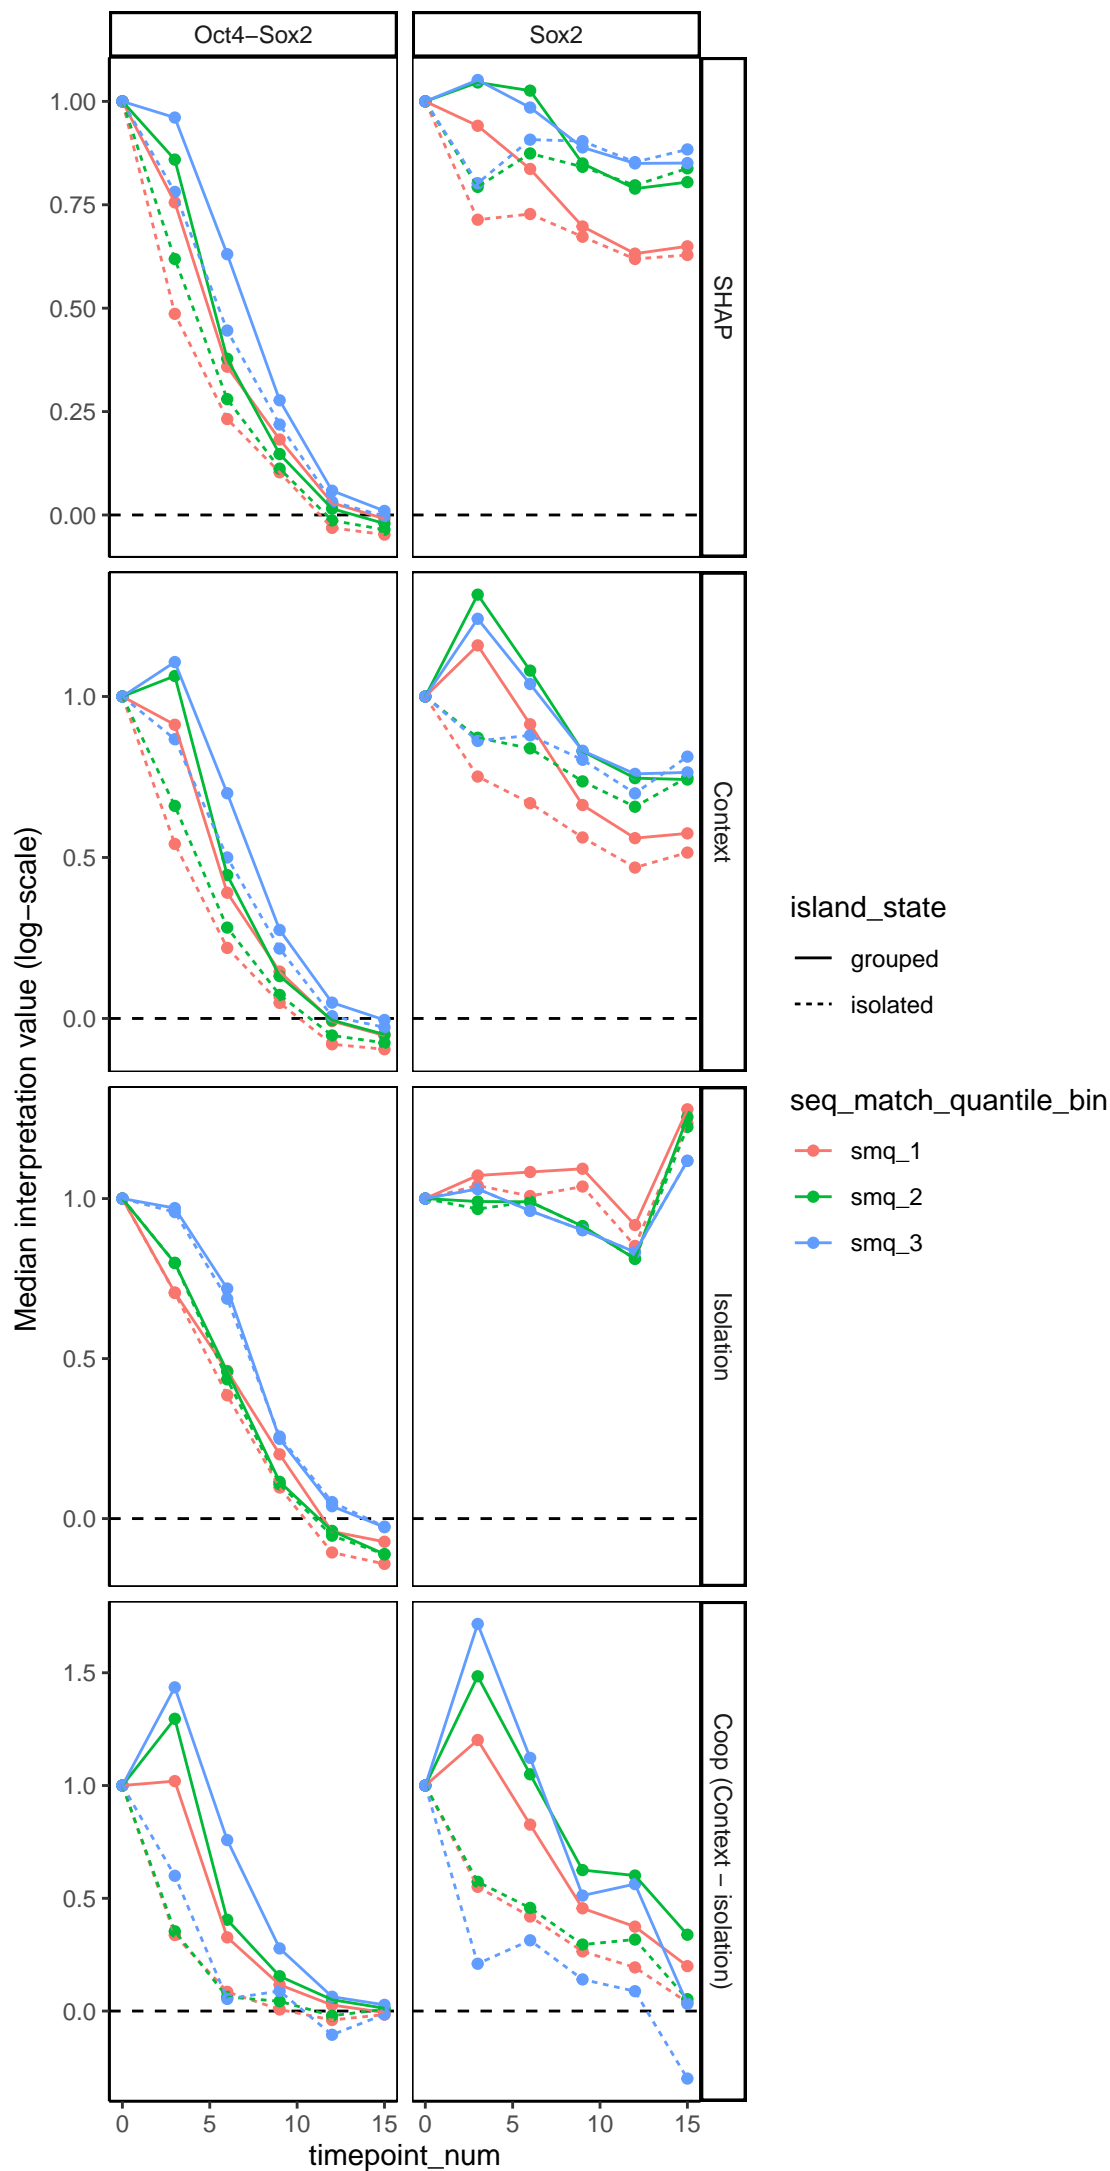 Oct4−Sox2
Sox2
1.00
0.75
0.50
0.25
0.00
SHAP
1.0
0.5
0.0
Context
1.0
0.5
0.0
Isolation
1.5
1.0
0.5
0.0
Coop (Context − isolation)
0
5
10
15
0
5
10
15
timepoint_num
Median interpretation value (log−scale)
island_state
grouped
isolated
seq_match_quantile_bin
smq_1
smq_2
smq_3